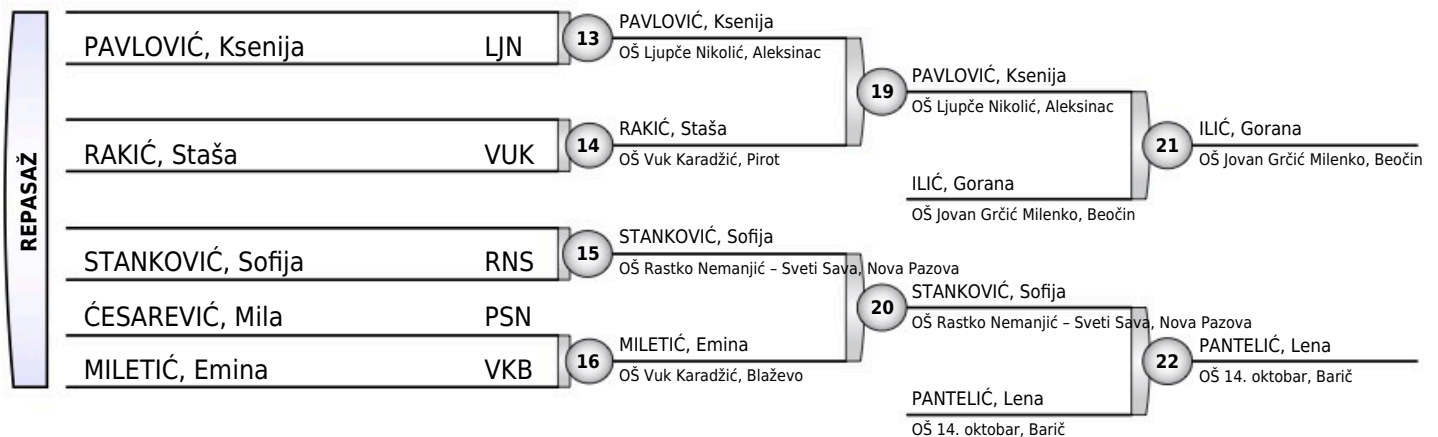 REPASAŽ
PAVLOVIĆ, Ksenija LJN
RAKIĆ, Staša VUK
STANKOVIĆ, Sofija RNS
ĆESAREVIĆ, Mila PSN
MILETIĆ, Emina VKB
13
PAVLOVIĆ, Ksenija
OŠ Ljupče Nikolić, Aleksinac
14
RAKIĆ, Staša
OŠ Vuk Karadžić, Pirot
15
STANKOVIĆ, Sofija
OŠ Rastko Nemanjić – Sveti Sava, Nova Pazova
16
MILETIĆ, Emina
OŠ Vuk Karadžić, Blaževo
19
PAVLOVIĆ, Ksenija
OŠ Ljupče Nikolić, Aleksinac
ILIĆ, Gorana
OŠ Jovan Grčić Milenko, Beočin
20
STANKOVIĆ, Sofija
OŠ Rastko Nemanjić – Sveti Sava, Nova Pazova
PANTELIĆ, Lena
OŠ 14. oktobar, Barič
21
ILIĆ, Gorana
OŠ Jovan Grčić Milenko, Beočin
22
PANTELIĆ, Lena
OŠ 14. oktobar, Barič